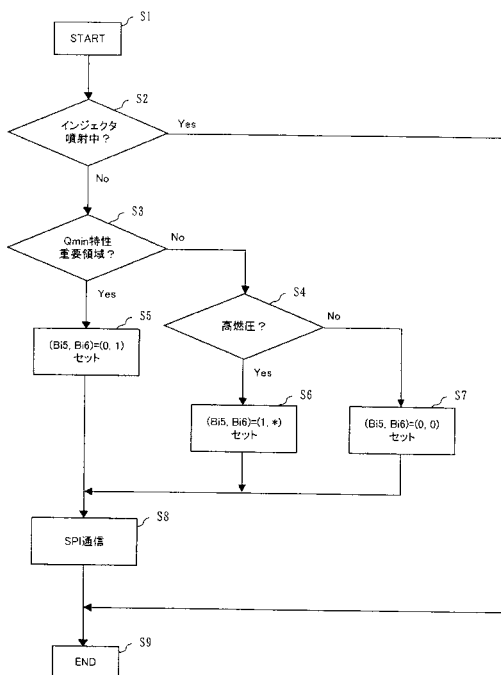 S1
START
S2
インジェクタ
噴射中？
Yes
No
S3
Qmin特性
重要領域？
No
Yes
S4
高燃圧？
No
Yes
S5
(Bi5, Bi6)=(0, 1)
セット
S6
(Bi5, Bi6)=(1, *)
セット
S7
(Bi5, Bi6)=(0, 0)
セット
S8
SPI通信
S9
END